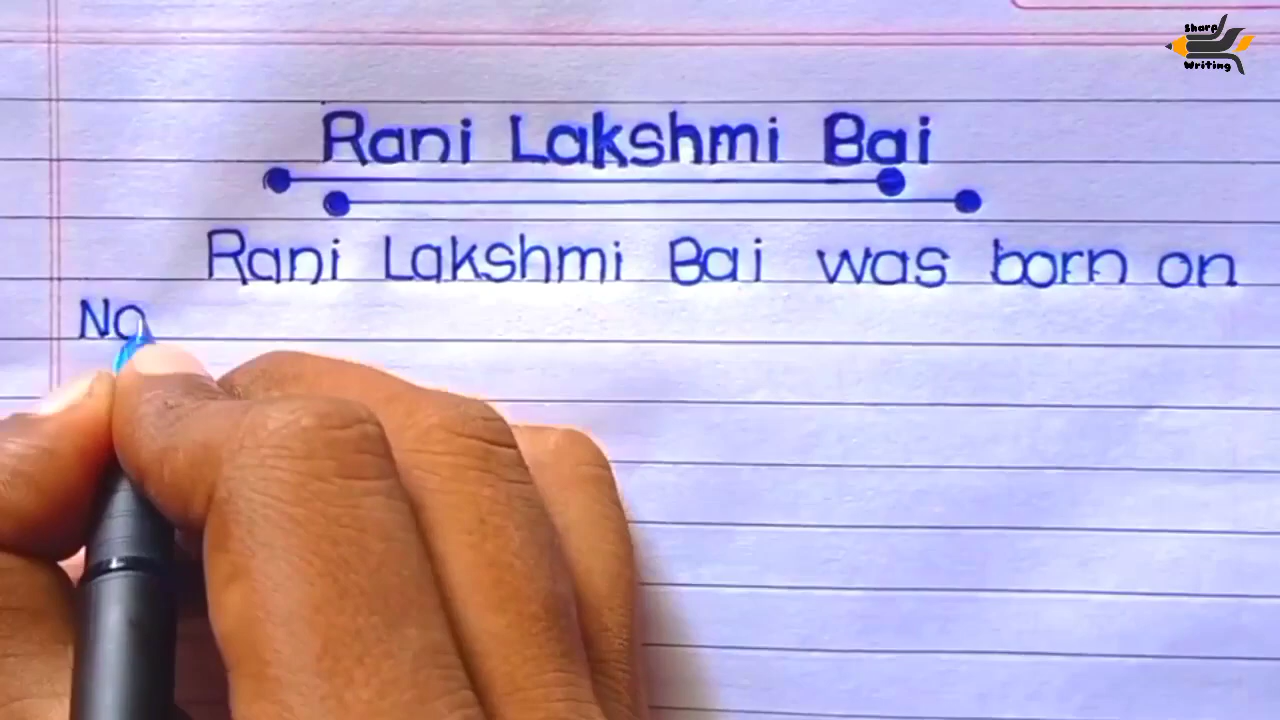 Sharp
Writing
Rani Lakshmi Bai
Rani Lakshmi Bai was born on
No